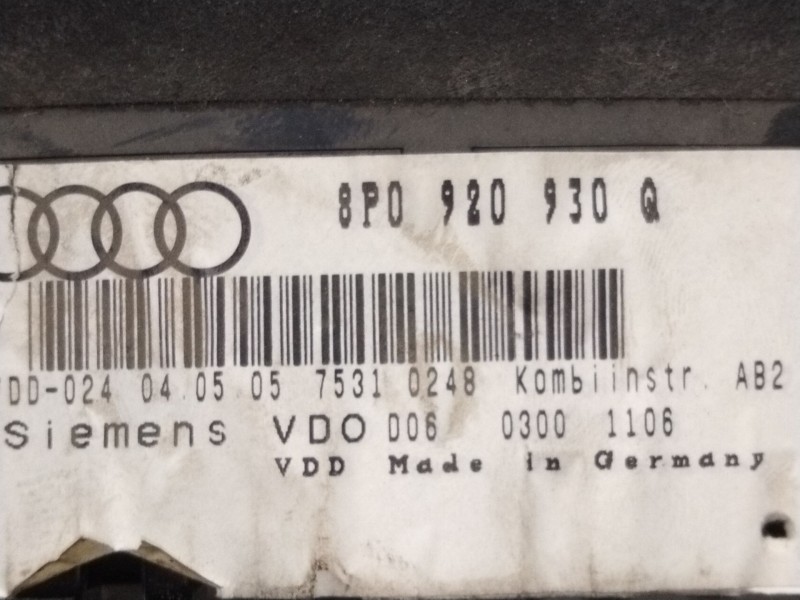 8P0 920 930 Q
VDD-024 04.05.05 7531 0248 Kombiinstr. AB2
Siemens VDO D06 0300 1106
VDD Made in Germany